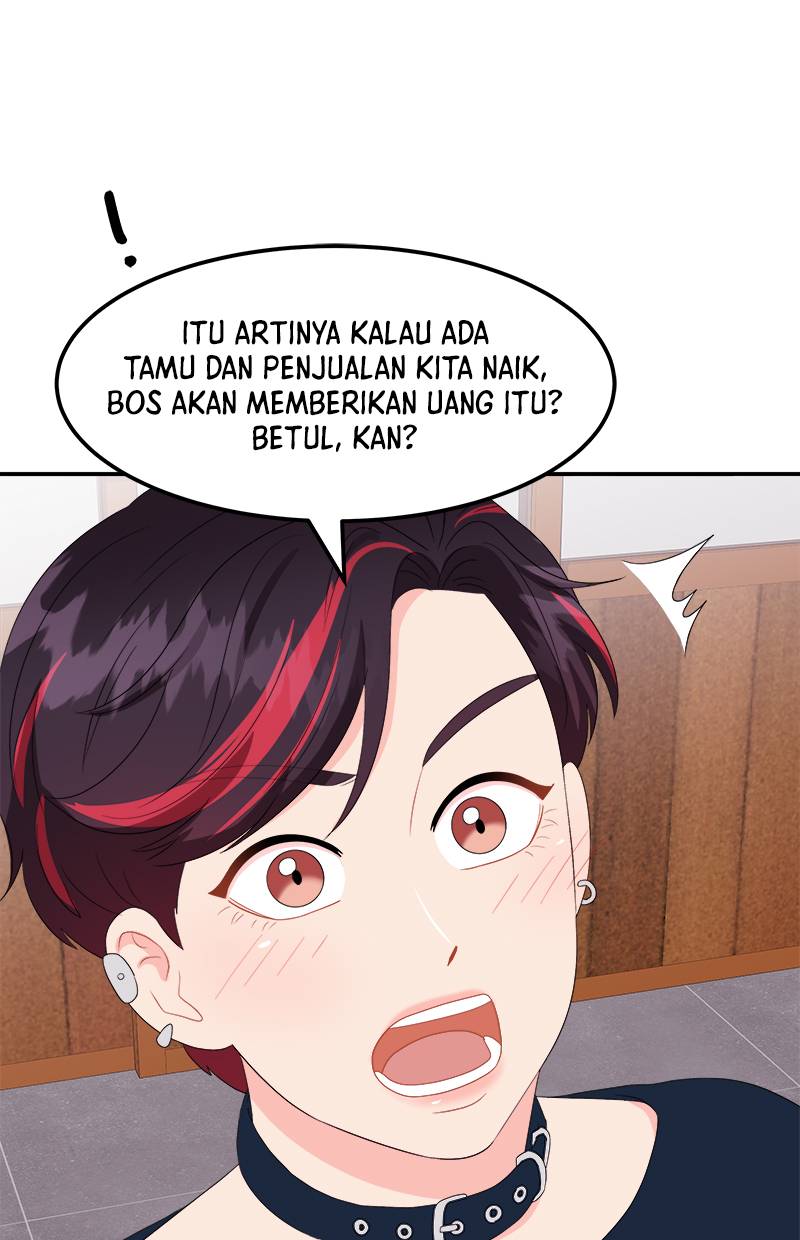 ITU ARTINYA KALAU ADA
TAMU DAN PENJUALAN KITA NAIK,
BOS AKAN MEMBERIKAN UANG ITU?
BETUL, KAN?